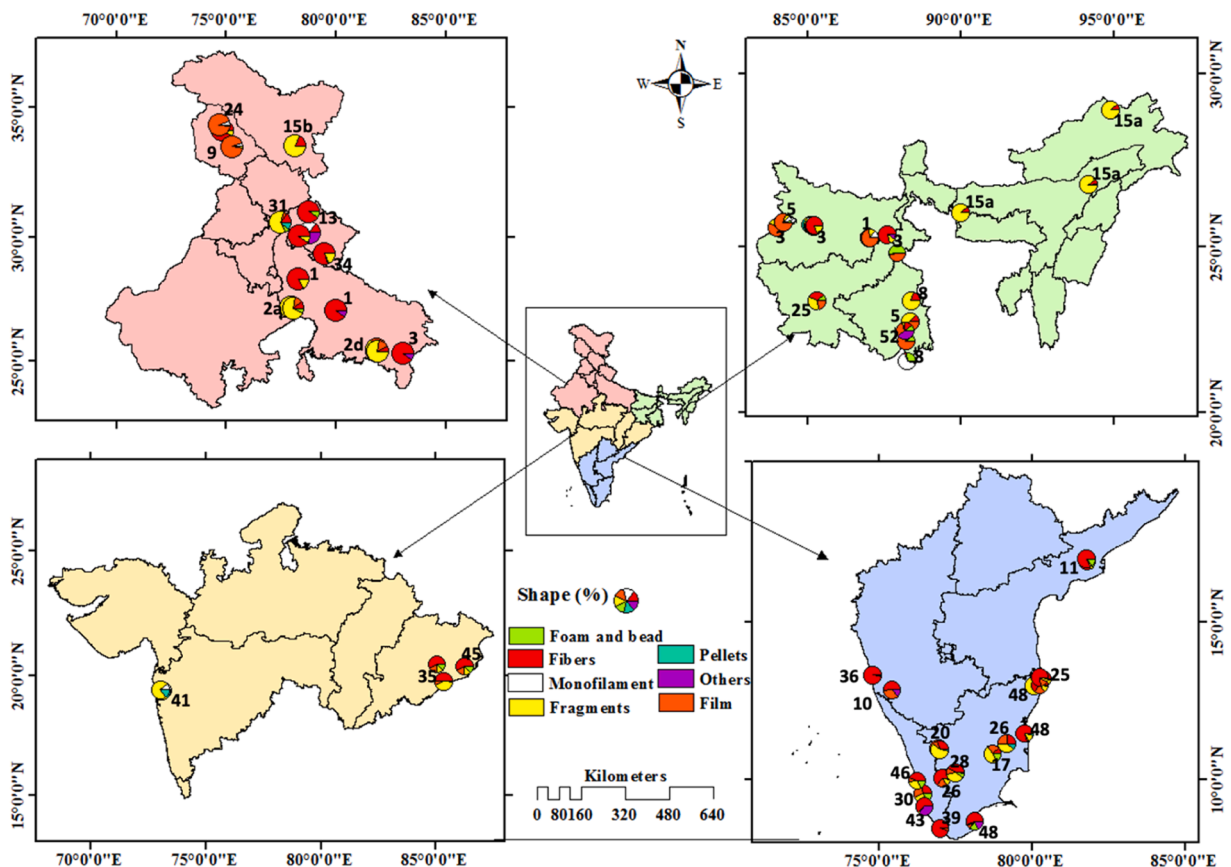 70°0'0"E 75°0'0"E 80°0'0"E 85°0'0"E
85°0'0"E 90°0'0"E 95°0'0"E
N
W E
S
35°0'0"N
30°0'0"N
25°0'0"N
24
9
15b
31
13
34
1
2a
1
2d
3
30°0'0"N
25°0'0"N
20°0'0"N
15a
15a
15a
5
3
3
1
3
25
8
5
52
8
25°0'0"N
20°0'0"N
15°0'0"N
41
35
45
70°0'0"E 75°0'0"E 80°0'0"E 85°0'0"E
Shape (%)
Foam and bead
Fibers
Monofilament
Fragments
Pellets
Others
Film
Kilometers
0 80 160 320 480 640
15°0'0"N
10°0'0"N
11
36
10
25
48
20
26
48
17
28
46
26
30
43
39
48
75°0'0"E 80°0'0"E 85°0'0"E